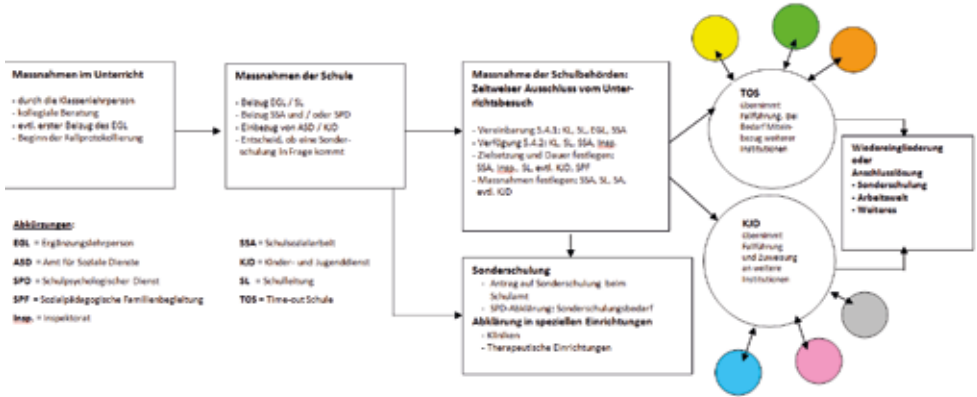 Massnahmen im Unterricht
- durch die Klassenlehrperson
- kollegiale Beratung
- evtl. erster Beizug des EGL
- Beginn der Fallprotokollierung
Massnahmen der Schule
- Beizug EGL / SL
- Beizug SSA und / oder SPD
- Einbezug von ASD / KJD
- Entscheid, ob eine Sonder-
schulung in Frage kommt
Massnahme der Schulbehörden:
Zeitweiser Ausschluss vom Unter-
richtsbesuch
- Vereinbarung 5.4.1: KL, SL, EGL, SSA
- Verfügung 5.4.2: KL, SL, SSA, Insp.
- Zielsetzung und Dauer festlegen:
SSA, Insp., SL, evtl. KJD, SPF
- Massnahmen festlegen: SSA, SL, SA,
evtl. KJD
TOS
übernimmt
Fallführung, bei
Bedarf Mitein-
bezug weiterer
Institutionen
Wiedereingliederung
oder
Anschlusslösung
- Sonderschulung
- Arbeitswelt
- Weiteres
KJD
übernimmt
Fallführung
und Zuweisung
an weitere
Institutionen
Sonderschulung
- Antrag auf Sonderschulung beim
Schulamt
- SPD-Abklärung: Sonderschulungsbedarf
Abklärung in speziellen Einrichtungen
- Kliniken
- Therapeutische Einrichtungen
Abkürzungen:
EGL = Ergänzungslehrperson
ASD = Amt für Soziale Dienste
SPD = Schulpsychologischer Dienst
SPF = Sozialpädagogische Familienbegleitung
Insp. = Inspektorat
SSA = Schulsozialarbeit
KJD = Kinder- und Jugenddienst
SL = Schulleitung
TOS = Time-out Schule